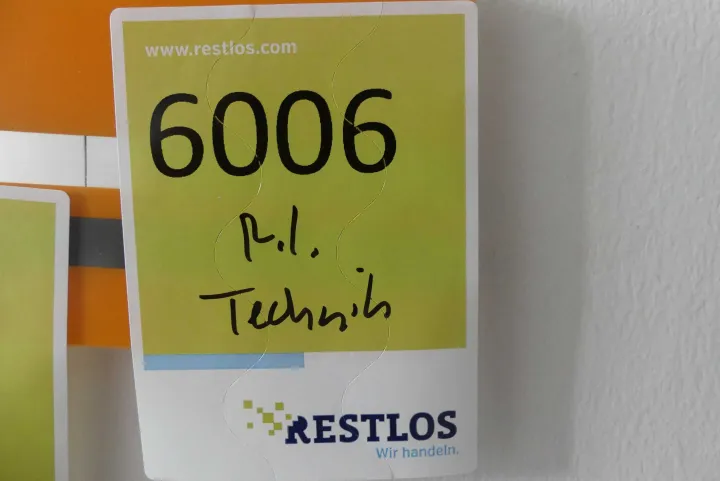 www.restlos.com
6006
Technik
RESTLOS
Wir handeln.